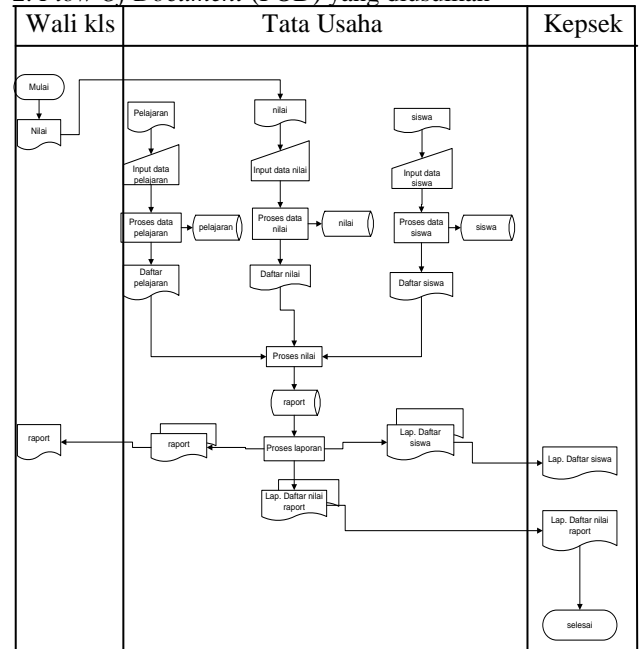 2. Flow Of Document (FOD) yang diusulkan
Wali kls
Tata Usaha
Kepsek
Mulai
Nilai
Pelajaran
nilai
siswa
Input data
pelajaran
Input data nilai
Input data
siswa
Proses data
pelajaran
pelajaran
Proses data
nilai
nilai
Proses data
siswa
siswa
Daftar
pelajaran
Daftar nilai
Daftar siswa
Proses nilai
raport
raport
raport
Proses laporan
Lap. Daftar
siswa
Lap. Daftar siswa
Lap. Daftar nilai
raport
Lap. Daftar nilai
raport
selesai